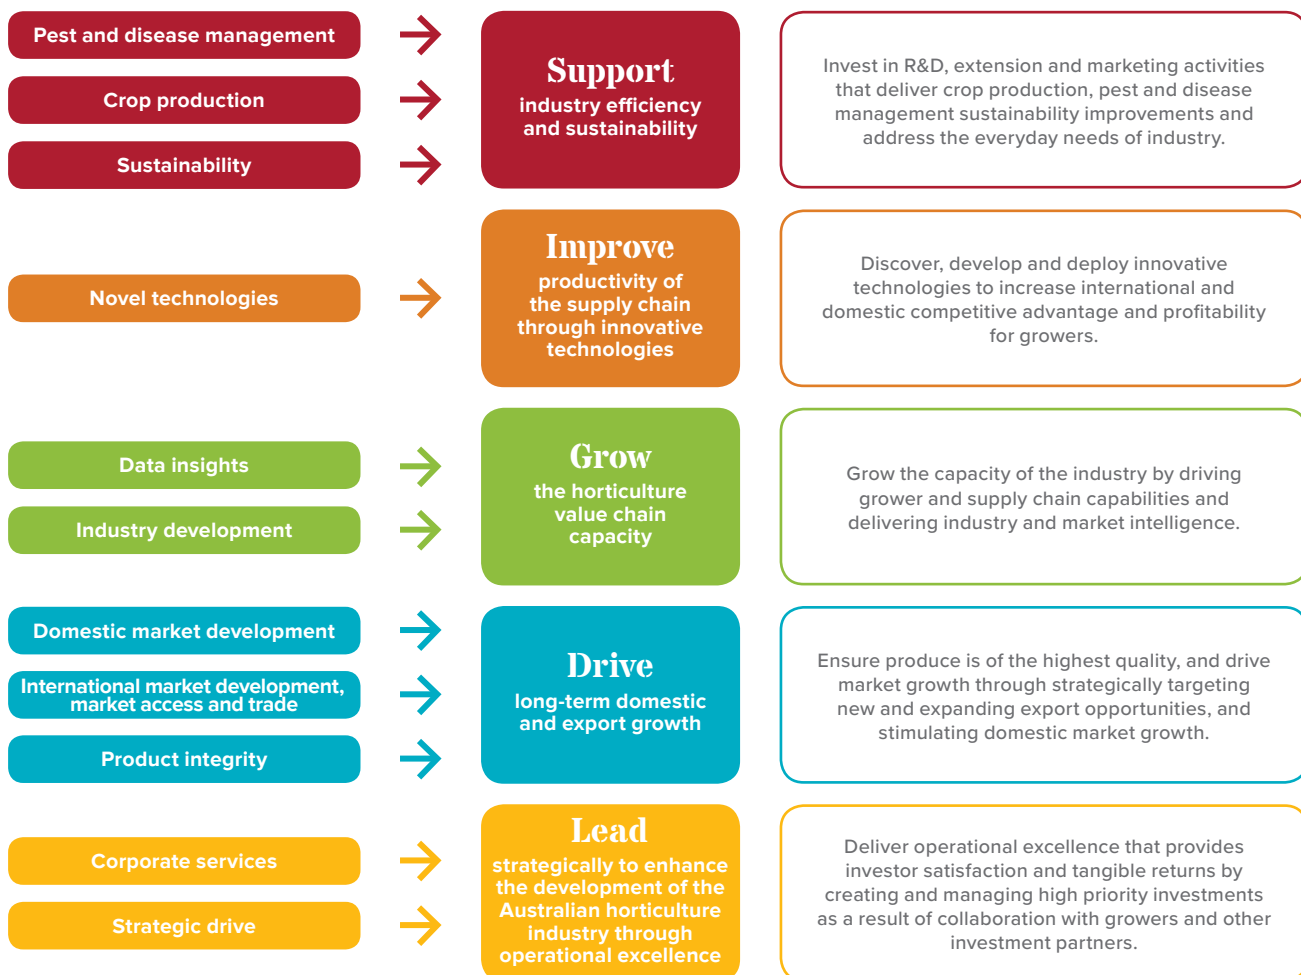 Pest and disease management
Crop production
Sustainability
Support
industry efficiency
and sustainability
Invest in R&D, extension and marketing activities
that deliver crop production, pest and disease
management sustainability improvements and
address the everyday needs of industry.
Novel technologies
Improve
productivity of
the supply chain
through innovative
technologies
Discover, develop and deploy innovative
technologies to increase international and
domestic competitive advantage and profitability
for growers.
Data insights
Industry development
Grow
the horticulture
value chain
capacity
Grow the capacity of the industry by driving
grower and supply chain capabilities and
delivering industry and market intelligence.
Domestic market development
International market development,
market access and trade
Product integrity
Drive
long-term domestic
and export growth
Ensure produce is of the highest quality, and drive
market growth through strategically targeting
new and expanding export opportunities, and
stimulating domestic market growth.
Corporate services
Strategic drive
Lead
strategically to enhance
the development of the
Australian horticulture
industry through
operational excellence
Deliver operational excellence that provides
investor satisfaction and tangible returns by
creating and managing high priority investments
as a result of collaboration with growers and other
investment partners.